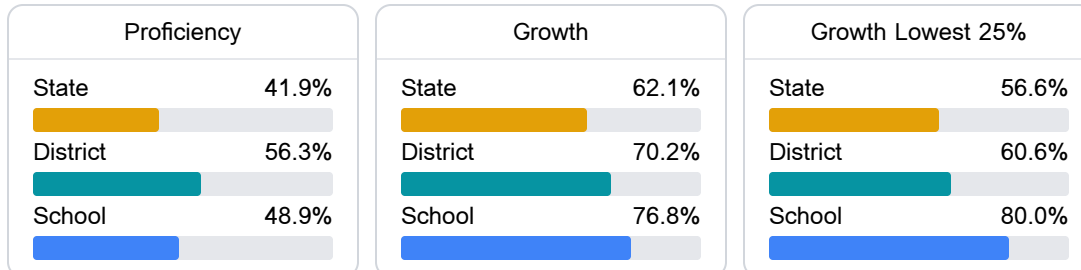 Proficiency
State 41.9%
District 56.3%
School 48.9%
Growth
State 62.1%
District 70.2%
School 76.8%
Growth Lowest 25%
State 56.6%
District 60.6%
School 80.0%